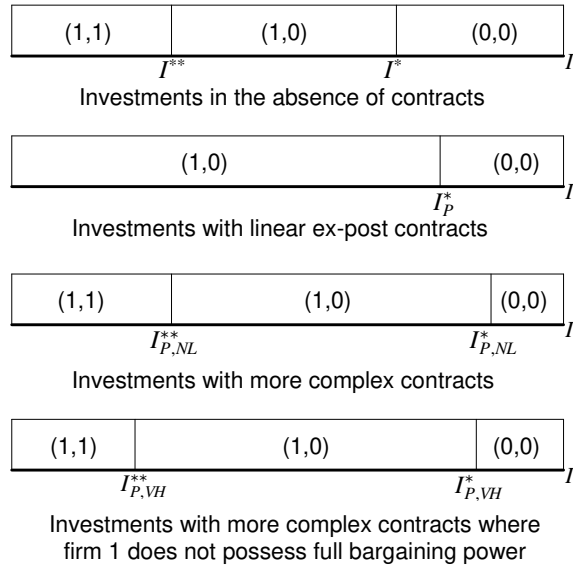 (1,1) (1,0) (0,0)
I** I* I
Investments in the absence of contracts
(1,0) (0,0)
I*P I
Investments with linear ex-post contracts
(1,1) (1,0) (0,0)
I**P,NL I*P,NL I
Investments with more complex contracts
(1,1) (1,0) (0,0)
I**P,VH I*P,VH I
Investments with more complex contracts where
firm 1 does not possess full bargaining power